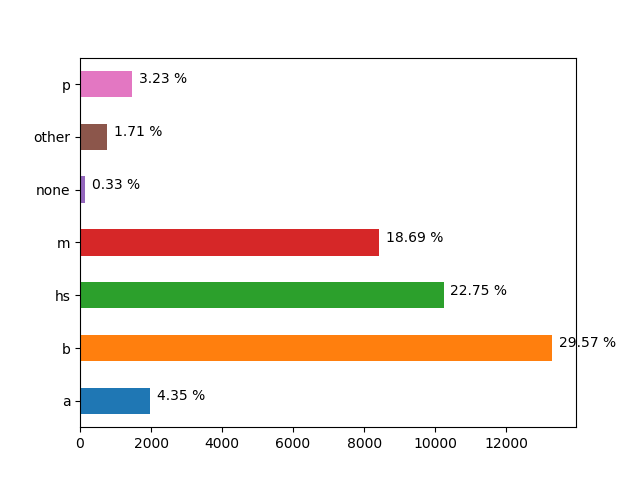 p 3.23 %
other 1.71 %
none 0.33 %
m 18.69 %
hs 22.75 %
b 29.57 %
a 4.35 %
0 2000 4000 6000 8000 10000 12000